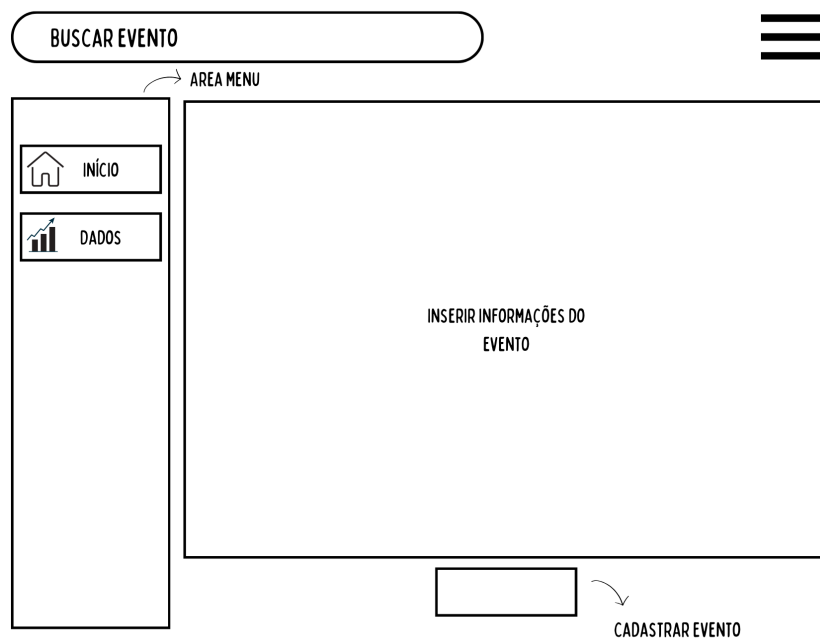 BUSCAR EVENTO
AREA MENU
INÍCIO
DADOS
INSERIR INFORMAÇÕES DO
EVENTO
CADASTRAR EVENTO